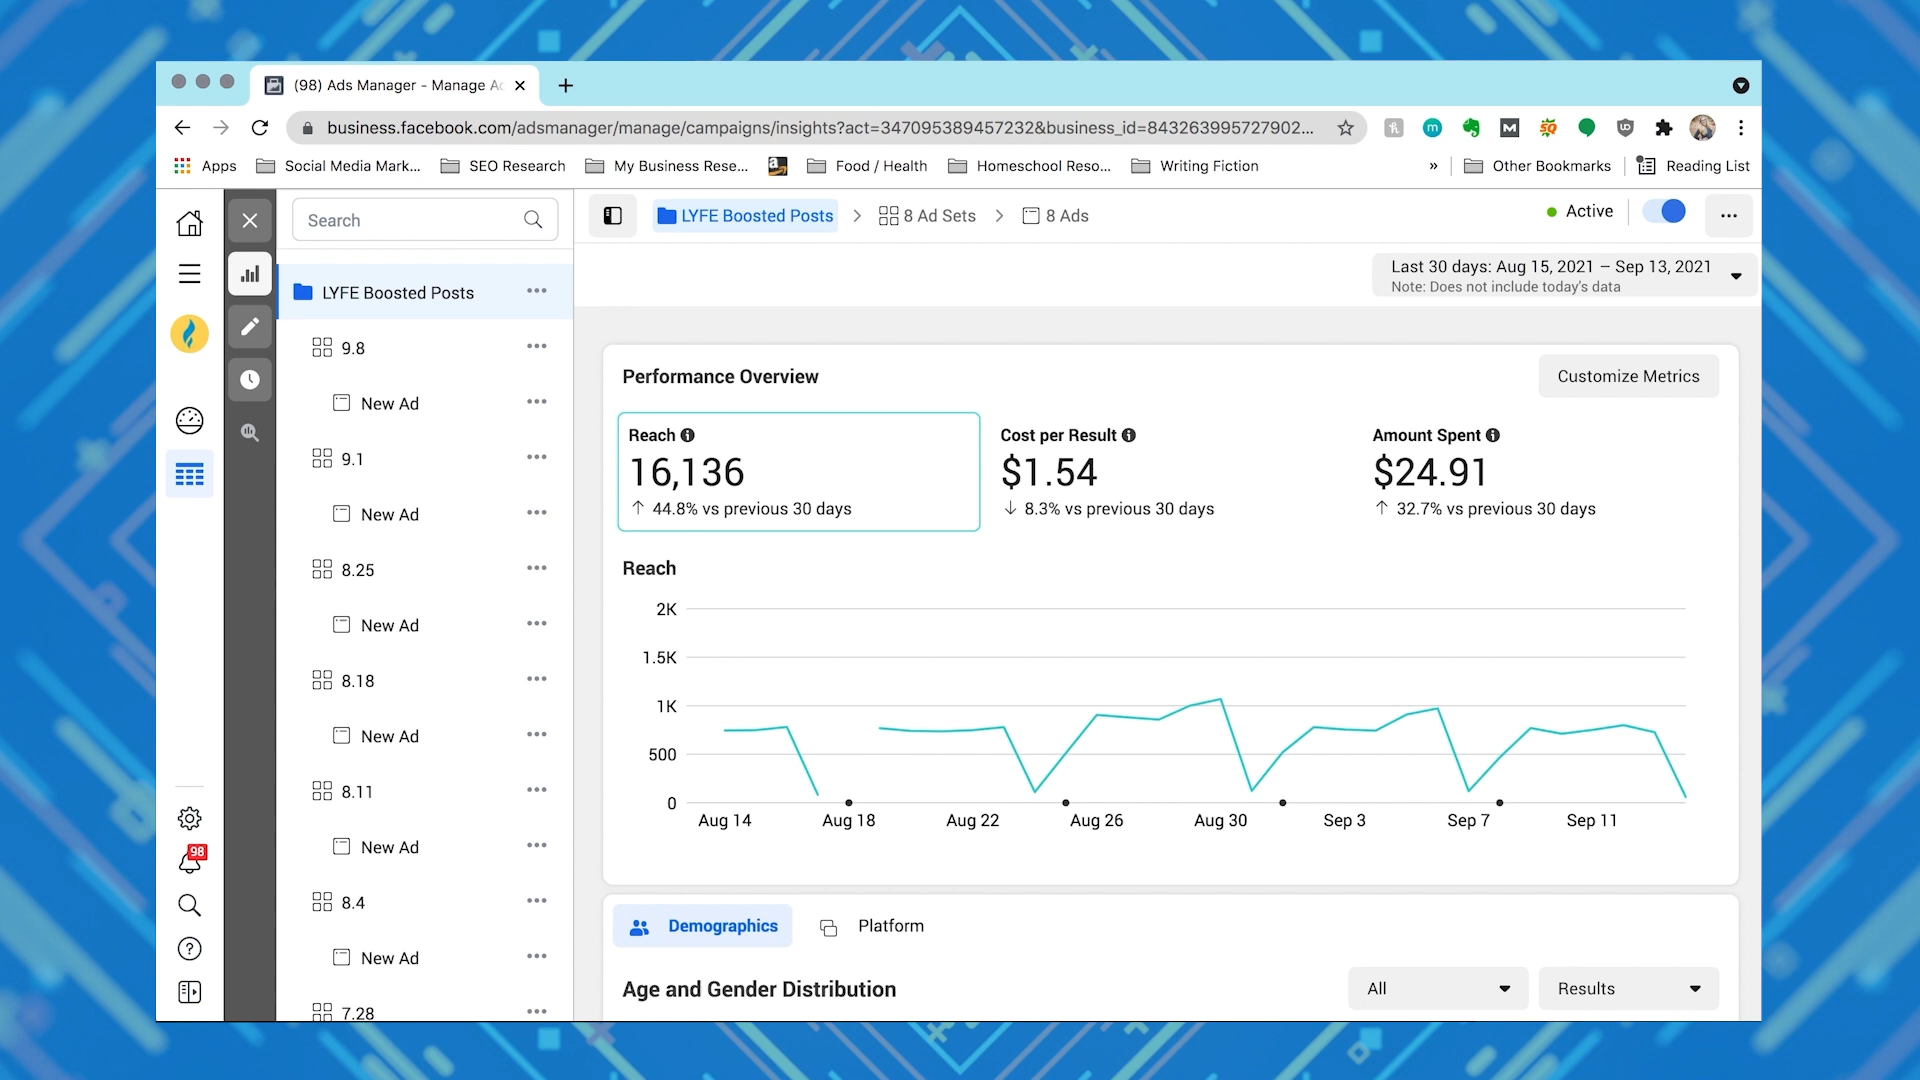 (98) Ads Manager - Manage Ad
business.facebook.com/adsmanager/manage/campaigns/insights?act=347095389457232&business_id=843263995727902...
Apps Social Media Mark... SEO Research My Business Rese... Food / Health Homeschool Reso... Writing Fiction » Other Bookmarks Reading List
Search
LYFE Boosted Posts
9.8
New Ad
9.1
New Ad
8.25
New Ad
8.18
New Ad
8.11
New Ad
8.4
New Ad
7.28
98
LYFE Boosted Posts > 8 Ad Sets > 8 Ads
Active
Last 30 days: Aug 15, 2021 – Sep 13, 2021
Note: Does not include today's data
Performance Overview
Customize Metrics
Reach
16,136
↑ 44.8% vs previous 30 days
Cost per Result
$1.54
↓ 8.3% vs previous 30 days
Amount Spent
$24.91
↑ 32.7% vs previous 30 days
Reach
2K
1.5K
1K
500
0
Aug 14 Aug 18 Aug 22 Aug 26 Aug 30 Sep 3 Sep 7 Sep 11
Demographics
Platform
Age and Gender Distribution
All
Results